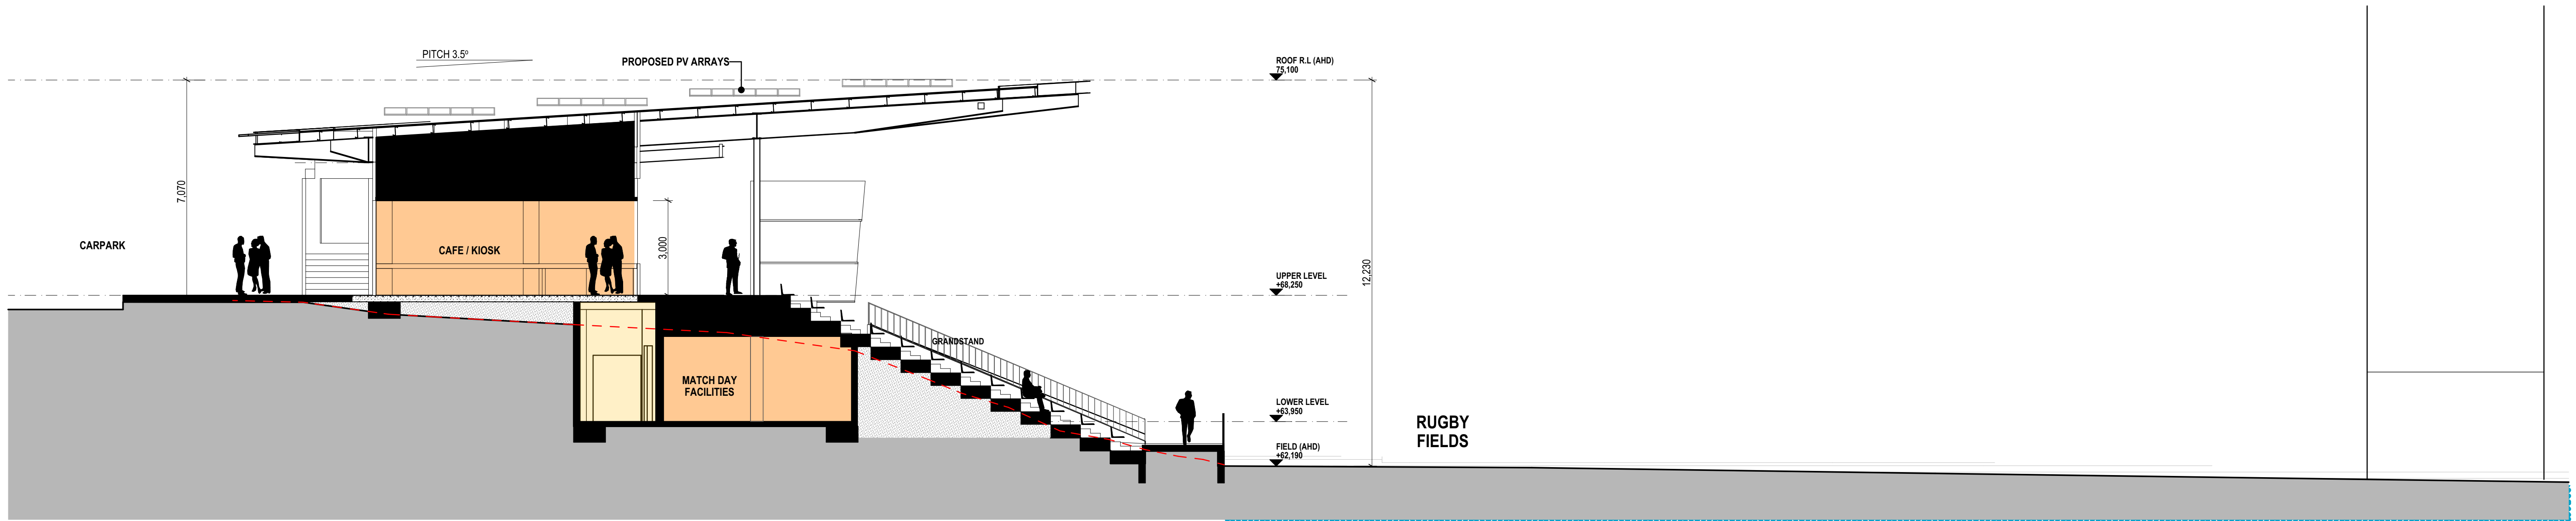 PITCH 3.5º
PROPOSED PV ARRAYS
ROOF R.L (AHD)
75,100
7,070
CARPARK
CAFE / KIOSK
3,000
UPPER LEVEL
+68,250
12,230
GRANDSTAND
MATCH DAY
FACILITIES
LOWER LEVEL
+63,950
RUGBY
FIELDS
FIELD (AHD)
+62,190